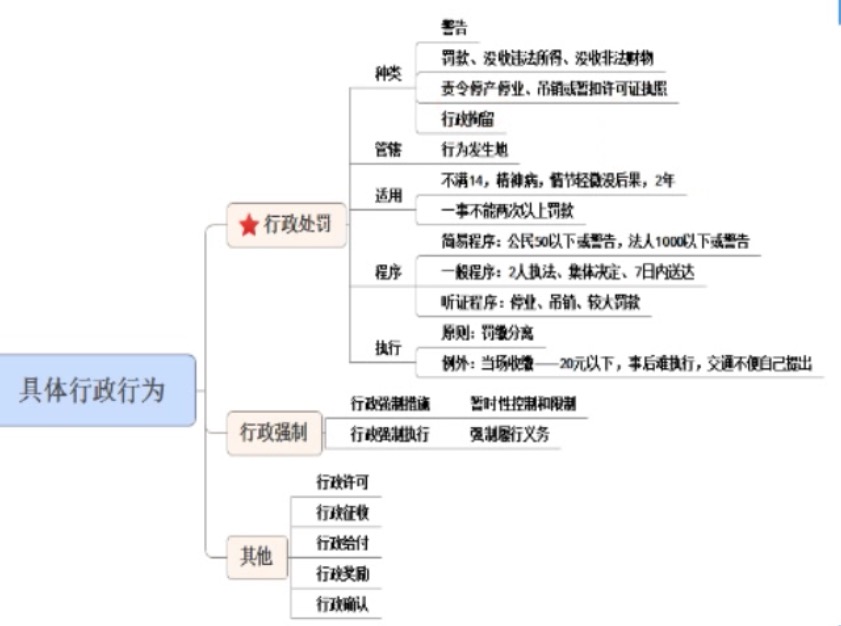 具体行政行为
行政处罚
种类
警告
罚款、没收违法所得、没收非法财物
责令停产停业、吊销或暂扣许可证执照
行政拘留
管辖
行为发生地
适用
不满14，精神病，情节轻微没后果，2年
一事不能两次以上罚款
程序
简易程序：公民50以下或警告，法人1000以下或警告
一般程序：2人执法、集体决定、7日内送达
听证程序：停业、吊销、较大罚款
执行
原则：罚缴分离
例外：当场收缴——20元以下，事后难执行，交通不便自己提出
行政强制
行政强制措施 暂时性控制和限制
行政强制执行 强制履行义务
其他
行政许可
行政征收
行政给付
行政奖励
行政确认